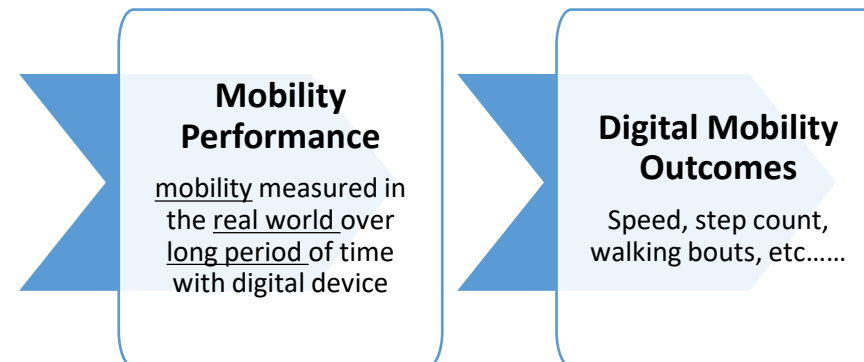 Mobility
Performance
mobility measured in
the real world over
long period of time
with digital device
Digital Mobility
Outcomes
Speed, step count,
walking bouts, etc......